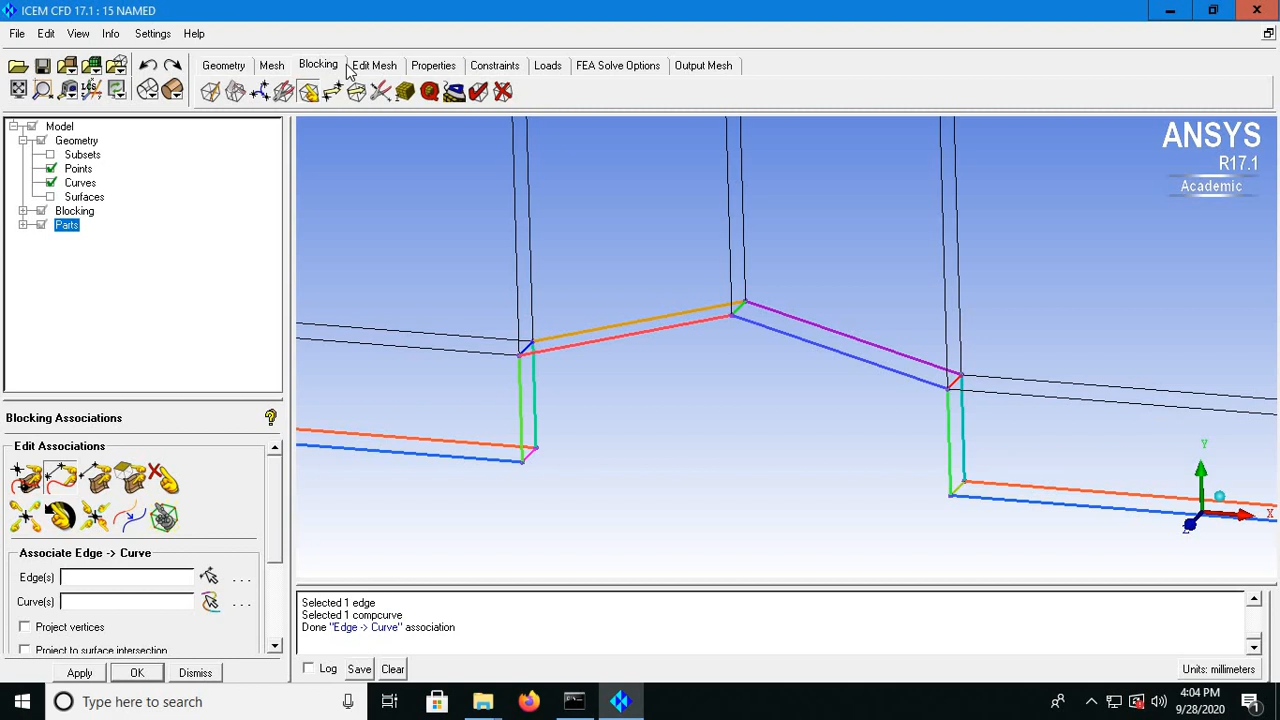 ICEM CFD 17.1 : 15 NAMED
File Edit View Info Settings Help
Geometry Mesh Blocking Edit Mesh Properties Constraints Loads FEA Solve Options Output Mesh
Model
Geometry
Subsets
Points
Curves
Surfaces
Blocking
Parts
ANSYS
R17.1
Academic
Blocking Associations
Edit Associations
Associate Edge -> Curve
Edge(s)
Curve(s)
Project vertices
Project to surface intersection
Apply OK Dismiss
Y
X
Z
Selected 1 edge
Selected 1 compcurve
Done "Edge -> Curve" association
Log Save Clear
Units: millimeters
Type here to search
4:04 PM
9/28/2020